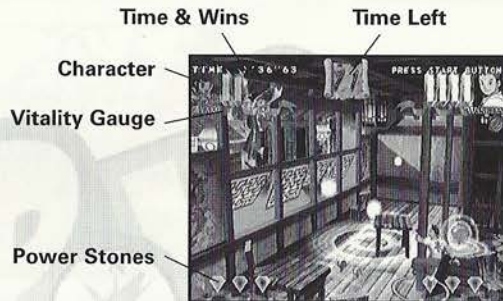 Time & Wins
Time Left
Character
Vitality Gauge
Power Stones
TIME
PRESS START BUTTON